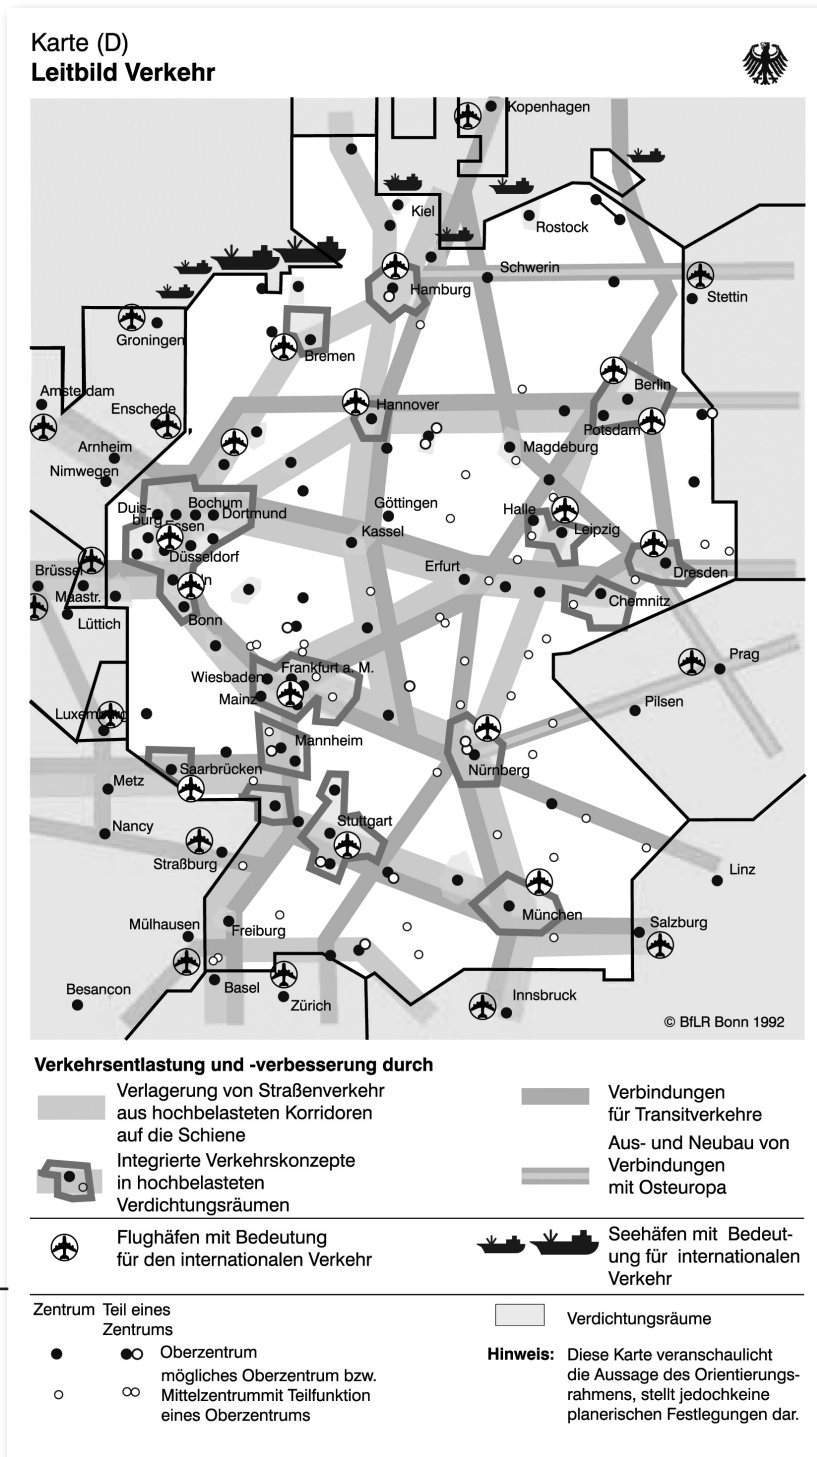 Karte (D)
Leitbild Verkehr
Kopenhagen
Kiel
Rostock
Schwerin
Hamburg
Stettin
Groningen
Bremen
Amsterdam
Berlin
Enschede
Hannover
Potsdam
Arnheim
Magdeburg
Nimwegen
Duis-
burg
Bochum
Göttingen
Halle
Dortmund
Essen
Leipzig
Kassel
Düsseldorf
Erfurt
Brüssel
Dresden
ln
Maastr.
Chemnitz
Bonn
Lüttich
Prag
Wiesbaden
Frankfurt a. M.
Mainz
Pilsen
Luxemburg
Mannheim
Nürnberg
Saarbrücken
Metz
Stuttgart
Nancy
Straßburg
Linz
München
Mülhausen
Freiburg
Salzburg
Besançon
Basel
Innsbruck
Zürich
© BfLR Bonn 1992
Verkehrsentlastung und -verbesserung durch
Verlagerung von Straßenverkehr
aus hochbelasteten Korridoren
auf die Schiene
Integrierte Verkehrskonzepte
in hochbelasteten
Verdichtungsräumen
Verbindungen
für Transitverkehre
Aus- und Neubau von
Verbindungen
mit Osteuropa
Flughäfen mit Bedeutung
für den internationalen Verkehr
Seehäfen mit Bedeut-
ung für internationalen
Verkehr
Zentrum
Teil eines
Zentrums
Oberzentrum
mögliches Oberzentrum bzw.
Mittelzentrummit Teilfunktion
eines Oberzentrums
Verdichtungsräume
Hinweis: Diese Karte veranschaulicht
die Aussage des Orientierungs-
rahmens, stellt jedochkeine
planerischen Festlegungen dar.